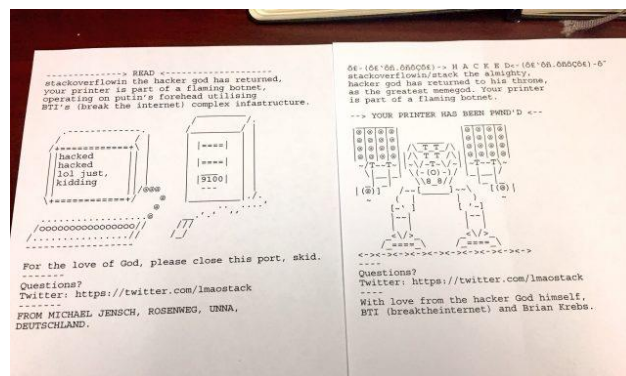 --------------> READ <--------------------
stackoverflowin the hacker god has returned,
your printer is part of a flaming botnet,
operating on putin's forehead utilising
BTI's (break the internet) complex infastructure.
|hacked
|hacked
|lol just,
|kidding
|====|
|====|
|9100|
For the love of God, please close this port, skid.
-------
Questions?
Twitter: https://twitter.com/lmaostack
-------
FROM MICHAEL JENSCH, ROSENWEG, UNNA,
DEUTSCHLAND.
-> H A C K E D <-
stackoverflowin/stack the almighty,
hacker god has returned to his throne,
as the greatest memegod. Your printer
is part of a flaming botnet.
--> YOUR PRINTER HAS BEEN PWND'D <--
----
Questions?
Twitter: https://twitter.com/lmaostack
----
With love from the hacker God himself,
BTI (breaktheinternet) and Brian Krebs.